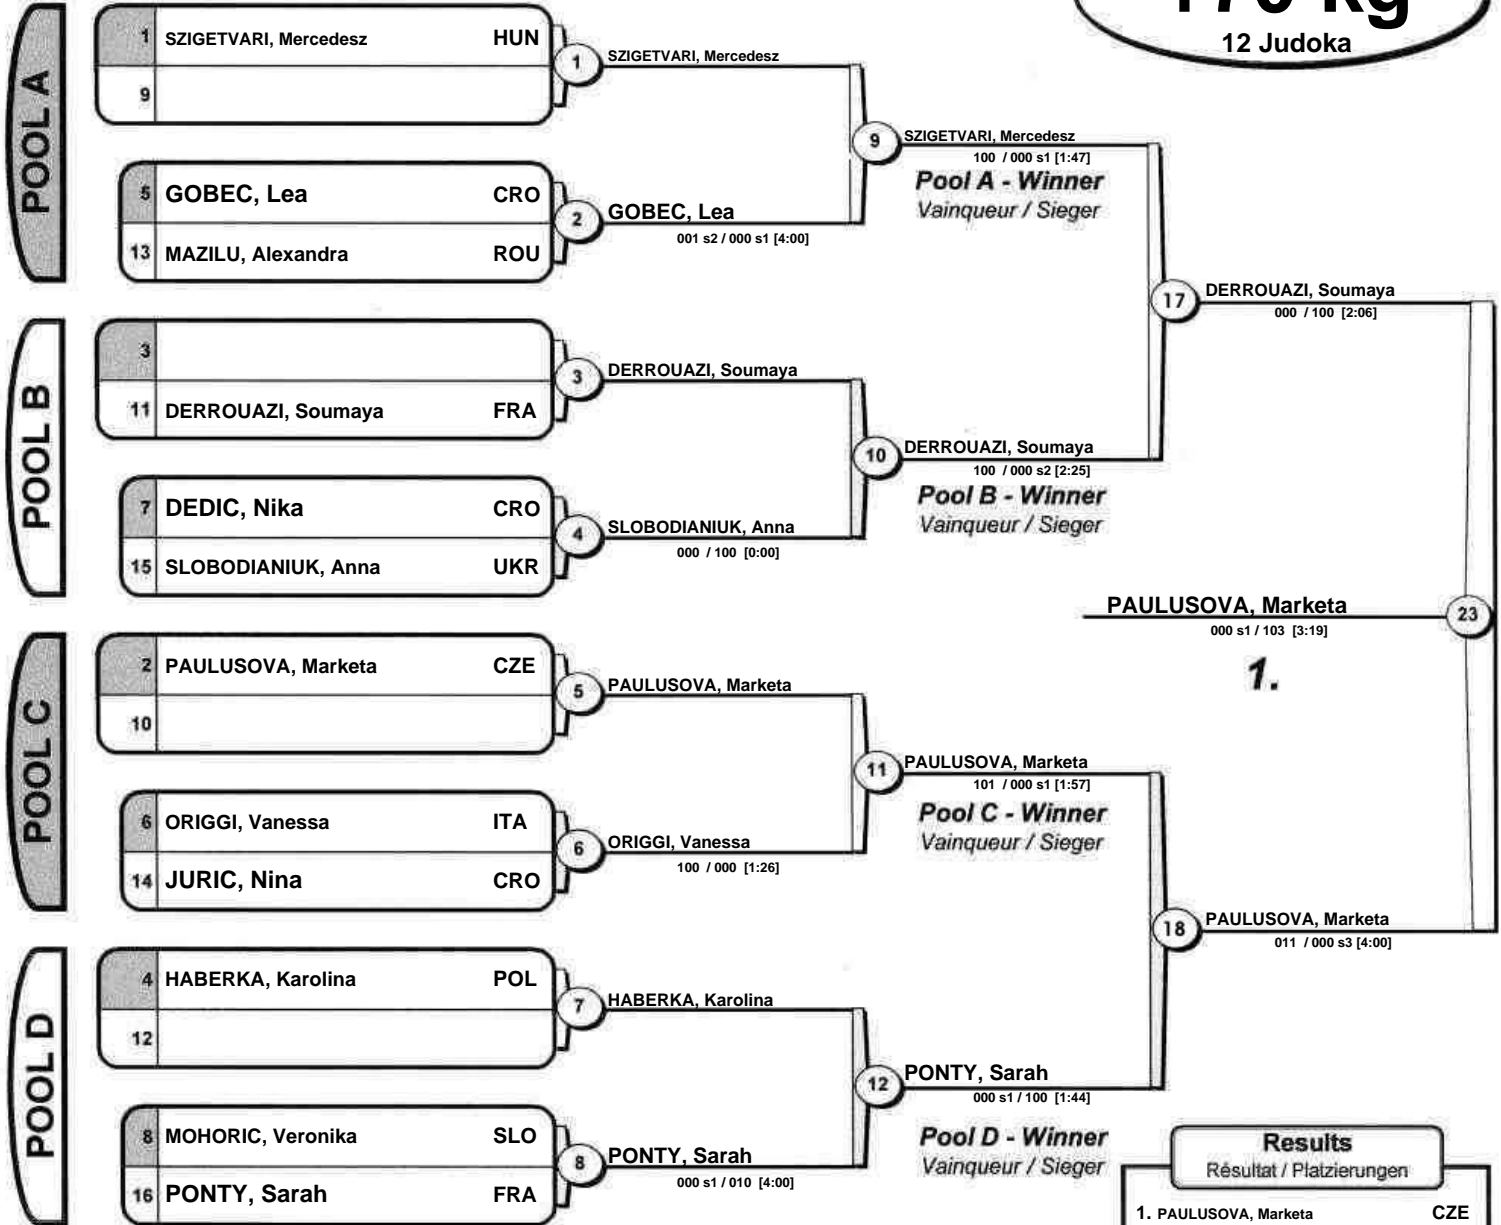 +70 kg
12 Judoka
POOL A
1 SZIGETVARI, Mercedesz HUN
9
1
SZIGETVARI, Mercedesz
5 GOBEC, Lea CRO
13 MAZILU, Alexandra ROU
2
GOBEC, Lea
001 s2 / 000 s1 [4:00]
9
SZIGETVARI, Mercedesz
100 / 000 s1 [1:47]
Pool A - Winner
Vainqueur / Sieger
POOL B
3
11 DERROUAZI, Soumaya FRA
3
DERROUAZI, Soumaya
7 DEDIC, Nika CRO
15 SLOBODIANIUK, Anna UKR
4
SLOBODIANIUK, Anna
000 / 100 [0:00]
10
DERROUAZI, Soumaya
100 / 000 s2 [2:25]
Pool B - Winner
Vainqueur / Sieger
17
DERROUAZI, Soumaya
000 / 100 [2:06]
POOL C
2 PAULUSOVA, Marketa CZE
10
5
PAULUSOVA, Marketa
6 ORIGGI, Vanessa ITA
14 JURIC, Nina CRO
6
ORIGGI, Vanessa
100 / 000 [1:26]
11
PAULUSOVA, Marketa
101 / 000 s1 [1:57]
Pool C - Winner
Vainqueur / Sieger
POOL D
4 HABERKA, Karolina POL
12
7
HABERKA, Karolina
8 MOHORIC, Veronika SLO
16 PONTY, Sarah FRA
8
PONTY, Sarah
000 s1 / 010 [4:00]
12
PONTY, Sarah
000 s1 / 100 [1:44]
Pool D - Winner
Vainqueur / Sieger
18
PAULUSOVA, Marketa
011 / 000 s3 [4:00]
PAULUSOVA, Marketa
23
000 s1 / 103 [3:19]
1.
Results
Résultat / Platzierungen
1. PAULUSOVA, Marketa CZE